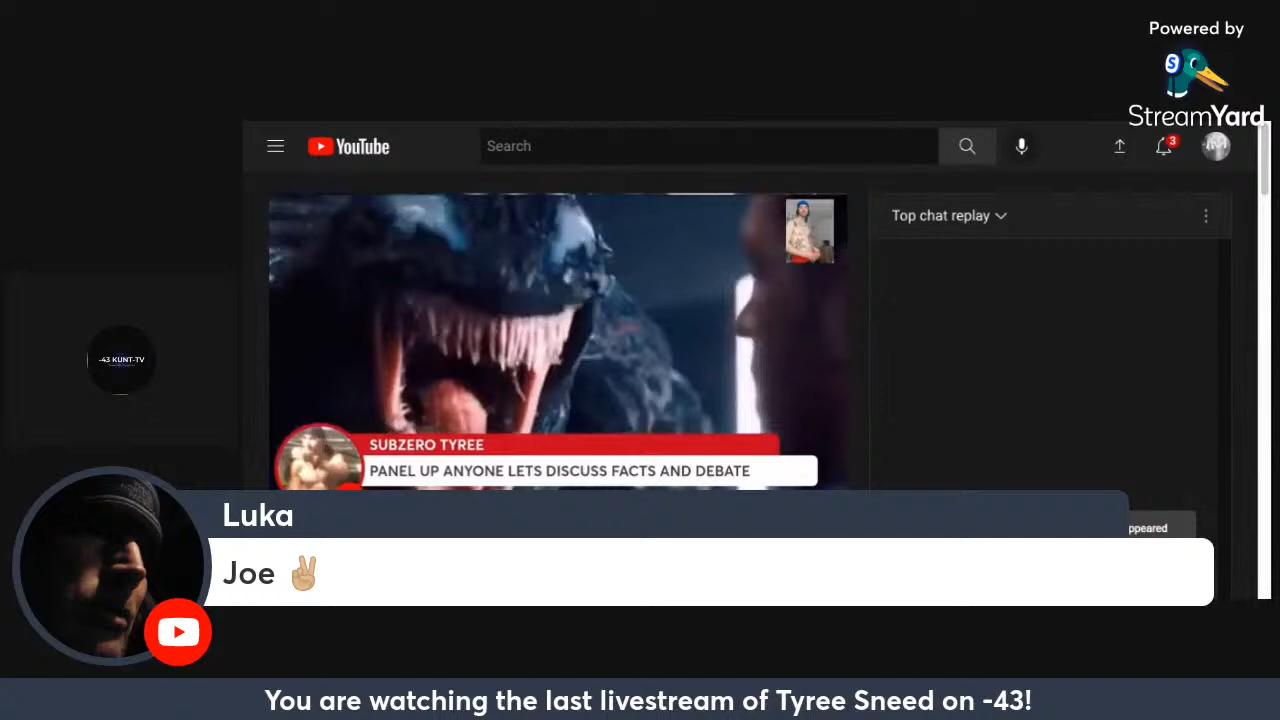 Powered by
StreamYard
YouTube
Search
3
Top chat replay
-43 KUNT-TV
SUBZERO TYREE
PANEL UP ANYONE LETS DISCUSS FACTS AND DEBATE
ppeared
Luka
Joe ✌🏼
You are watching the last livestream of Tyree Sneed on -43!